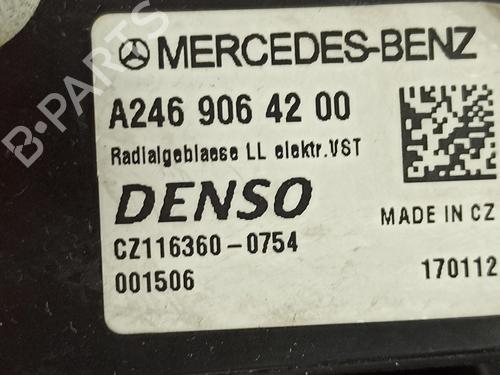 MERCEDES-BENZ
A246 906 42 00
Radialgeblaese LL elektr.VST
DENSO
MADE IN CZ
CZ116360-0754
001506
170112
B-PARTS